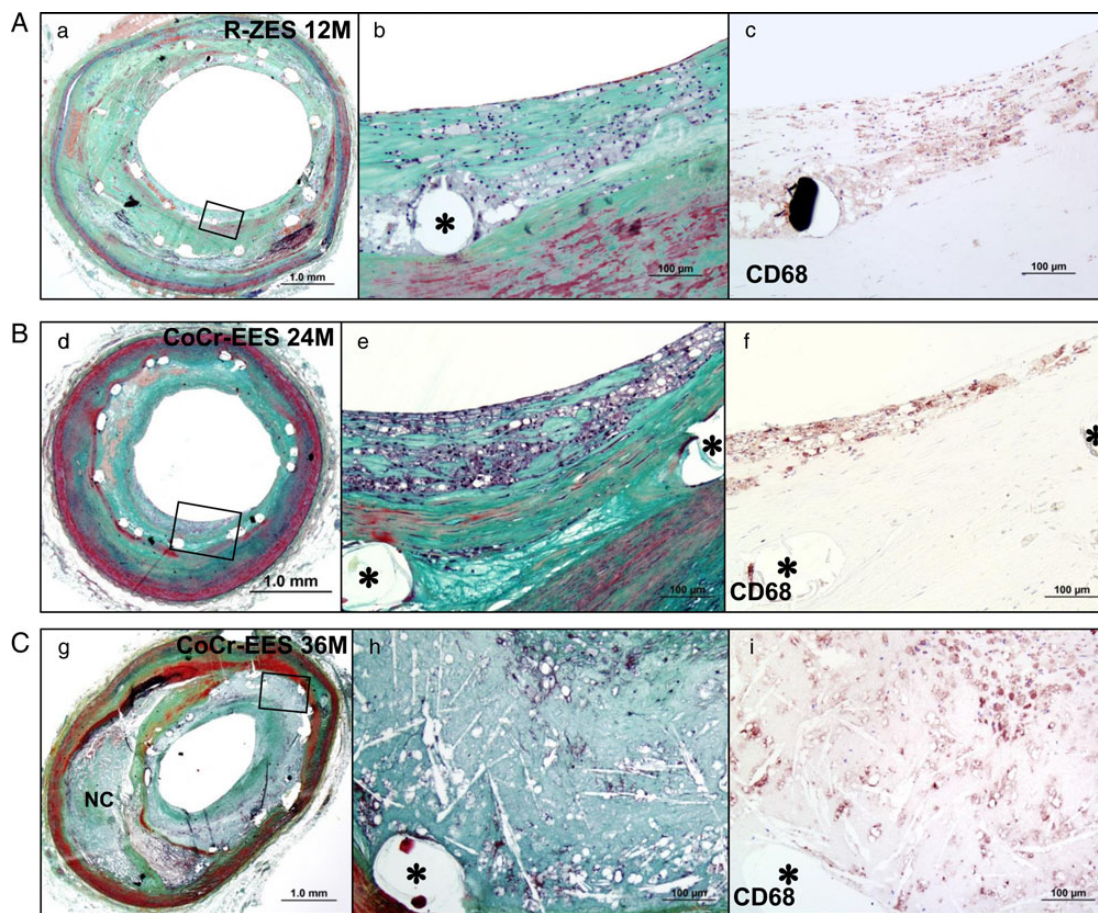 A
a
R-ZES 12M
1.0 mm
b
*
100 µm
c
CD68
100 µm
B
d
CoCr-EES 24M
1.0 mm
e
*
*
100 µm
f
*
*
CD68
100 µm
C
g
CoCr-EES 36M
NC
1.0 mm
h
*
100 µm
i
*
CD68
100 µm